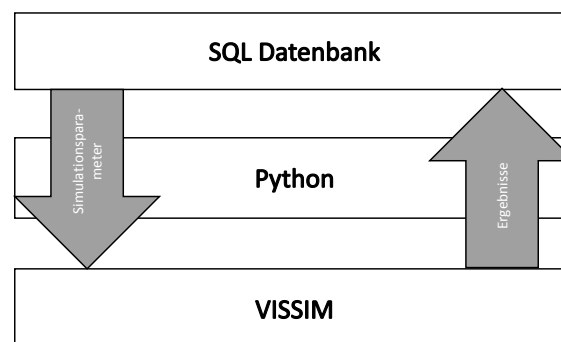 SQL Datenbank
Simulationspara-
meter
Python
Ergebnisse
VISSIM